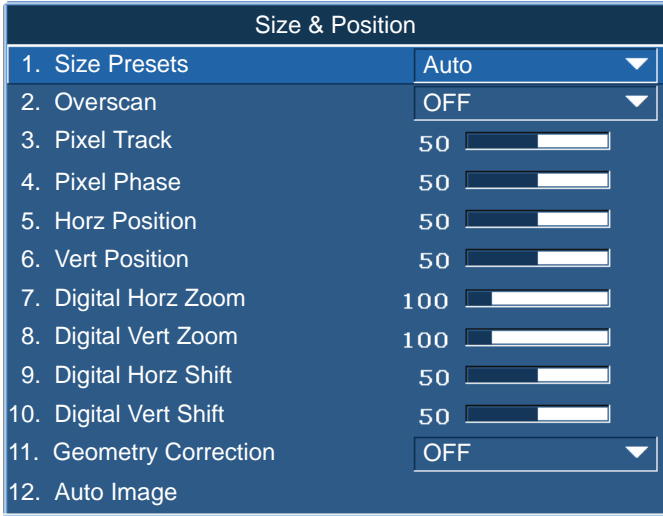 Size & Position
1. Size Presets Auto
2. Overscan OFF
3. Pixel Track 50
4. Pixel Phase 50
5. Horz Position 50
6. Vert Position 50
7. Digital Horz Zoom 100
8. Digital Vert Zoom 100
9. Digital Horz Shift 50
10. Digital Vert Shift 50
11. Geometry Correction OFF
12. Auto Image